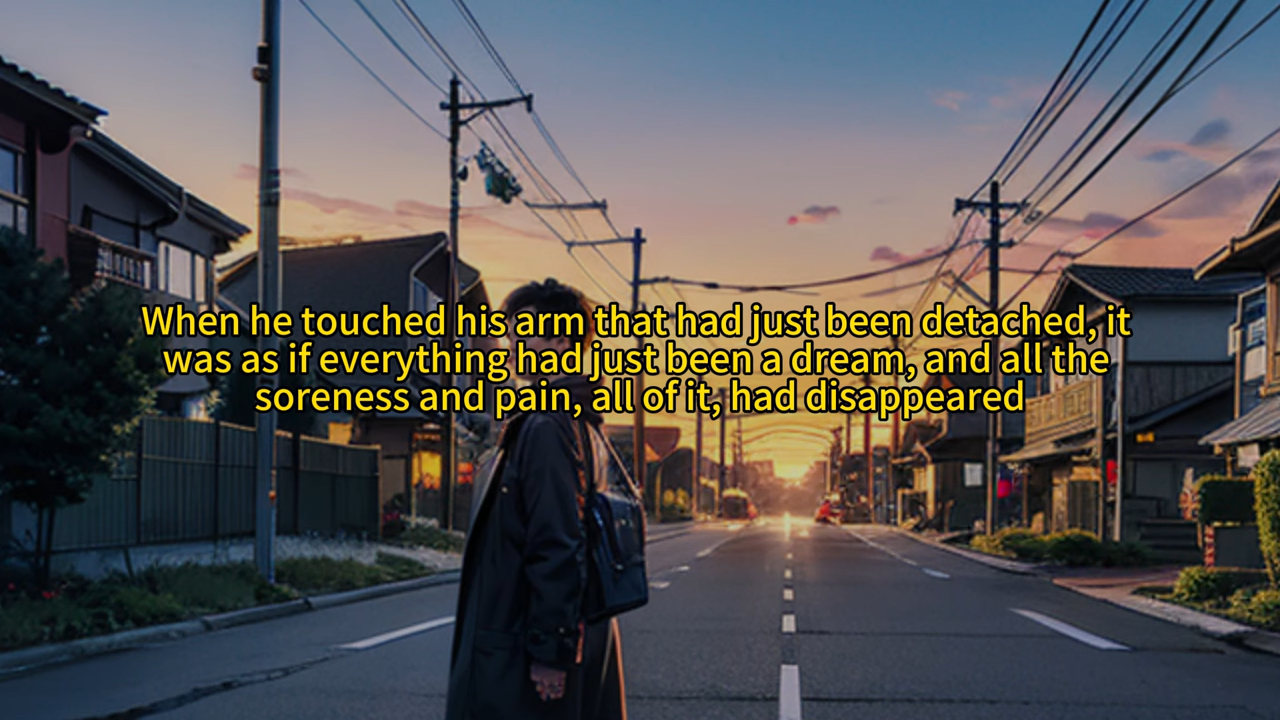 When he touched his arm that had just been detached, it
was as if everything had just been a dream, and all the
soreness and pain, all of it, had disappeared